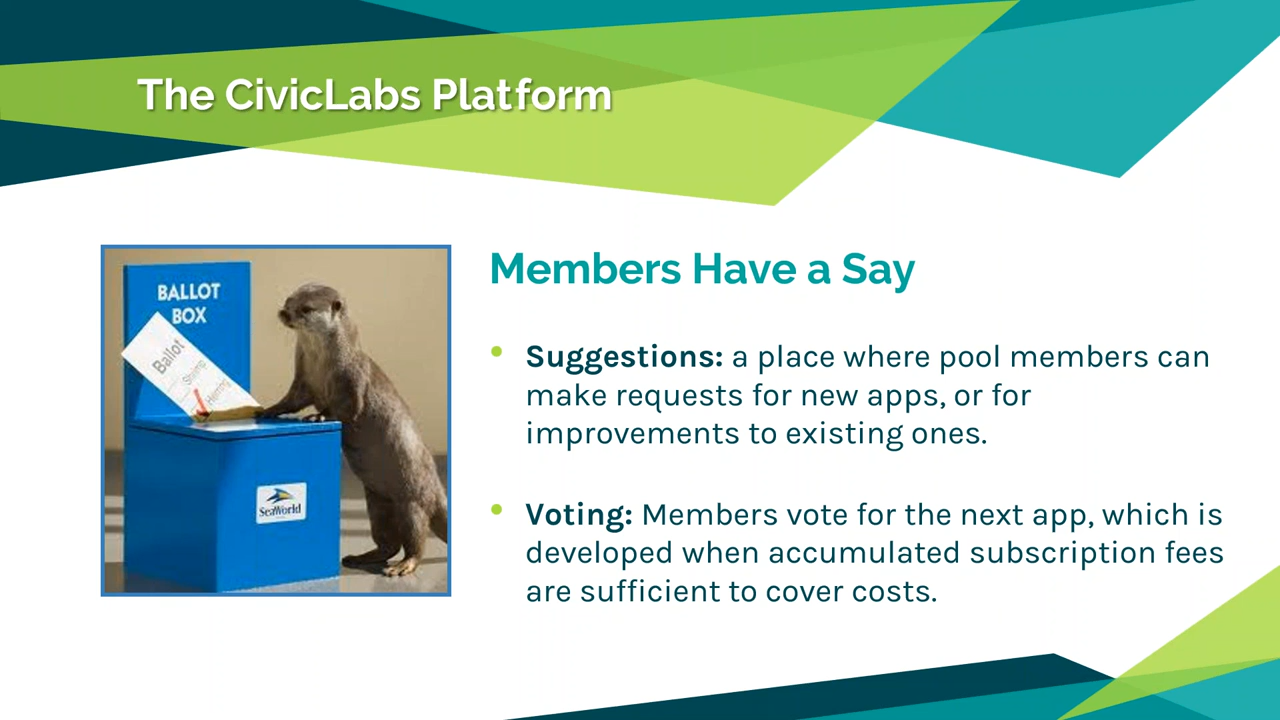 The CivicLabs Platform
BALLOT
BOX
Ballot
Shrimp
Herring
SeaWorld
Members Have a Say
Suggestions: a place where pool members can
make requests for new apps, or for
improvements to existing ones.
Voting: Members vote for the next app, which is
developed when accumulated subscription fees
are sufficient to cover costs.